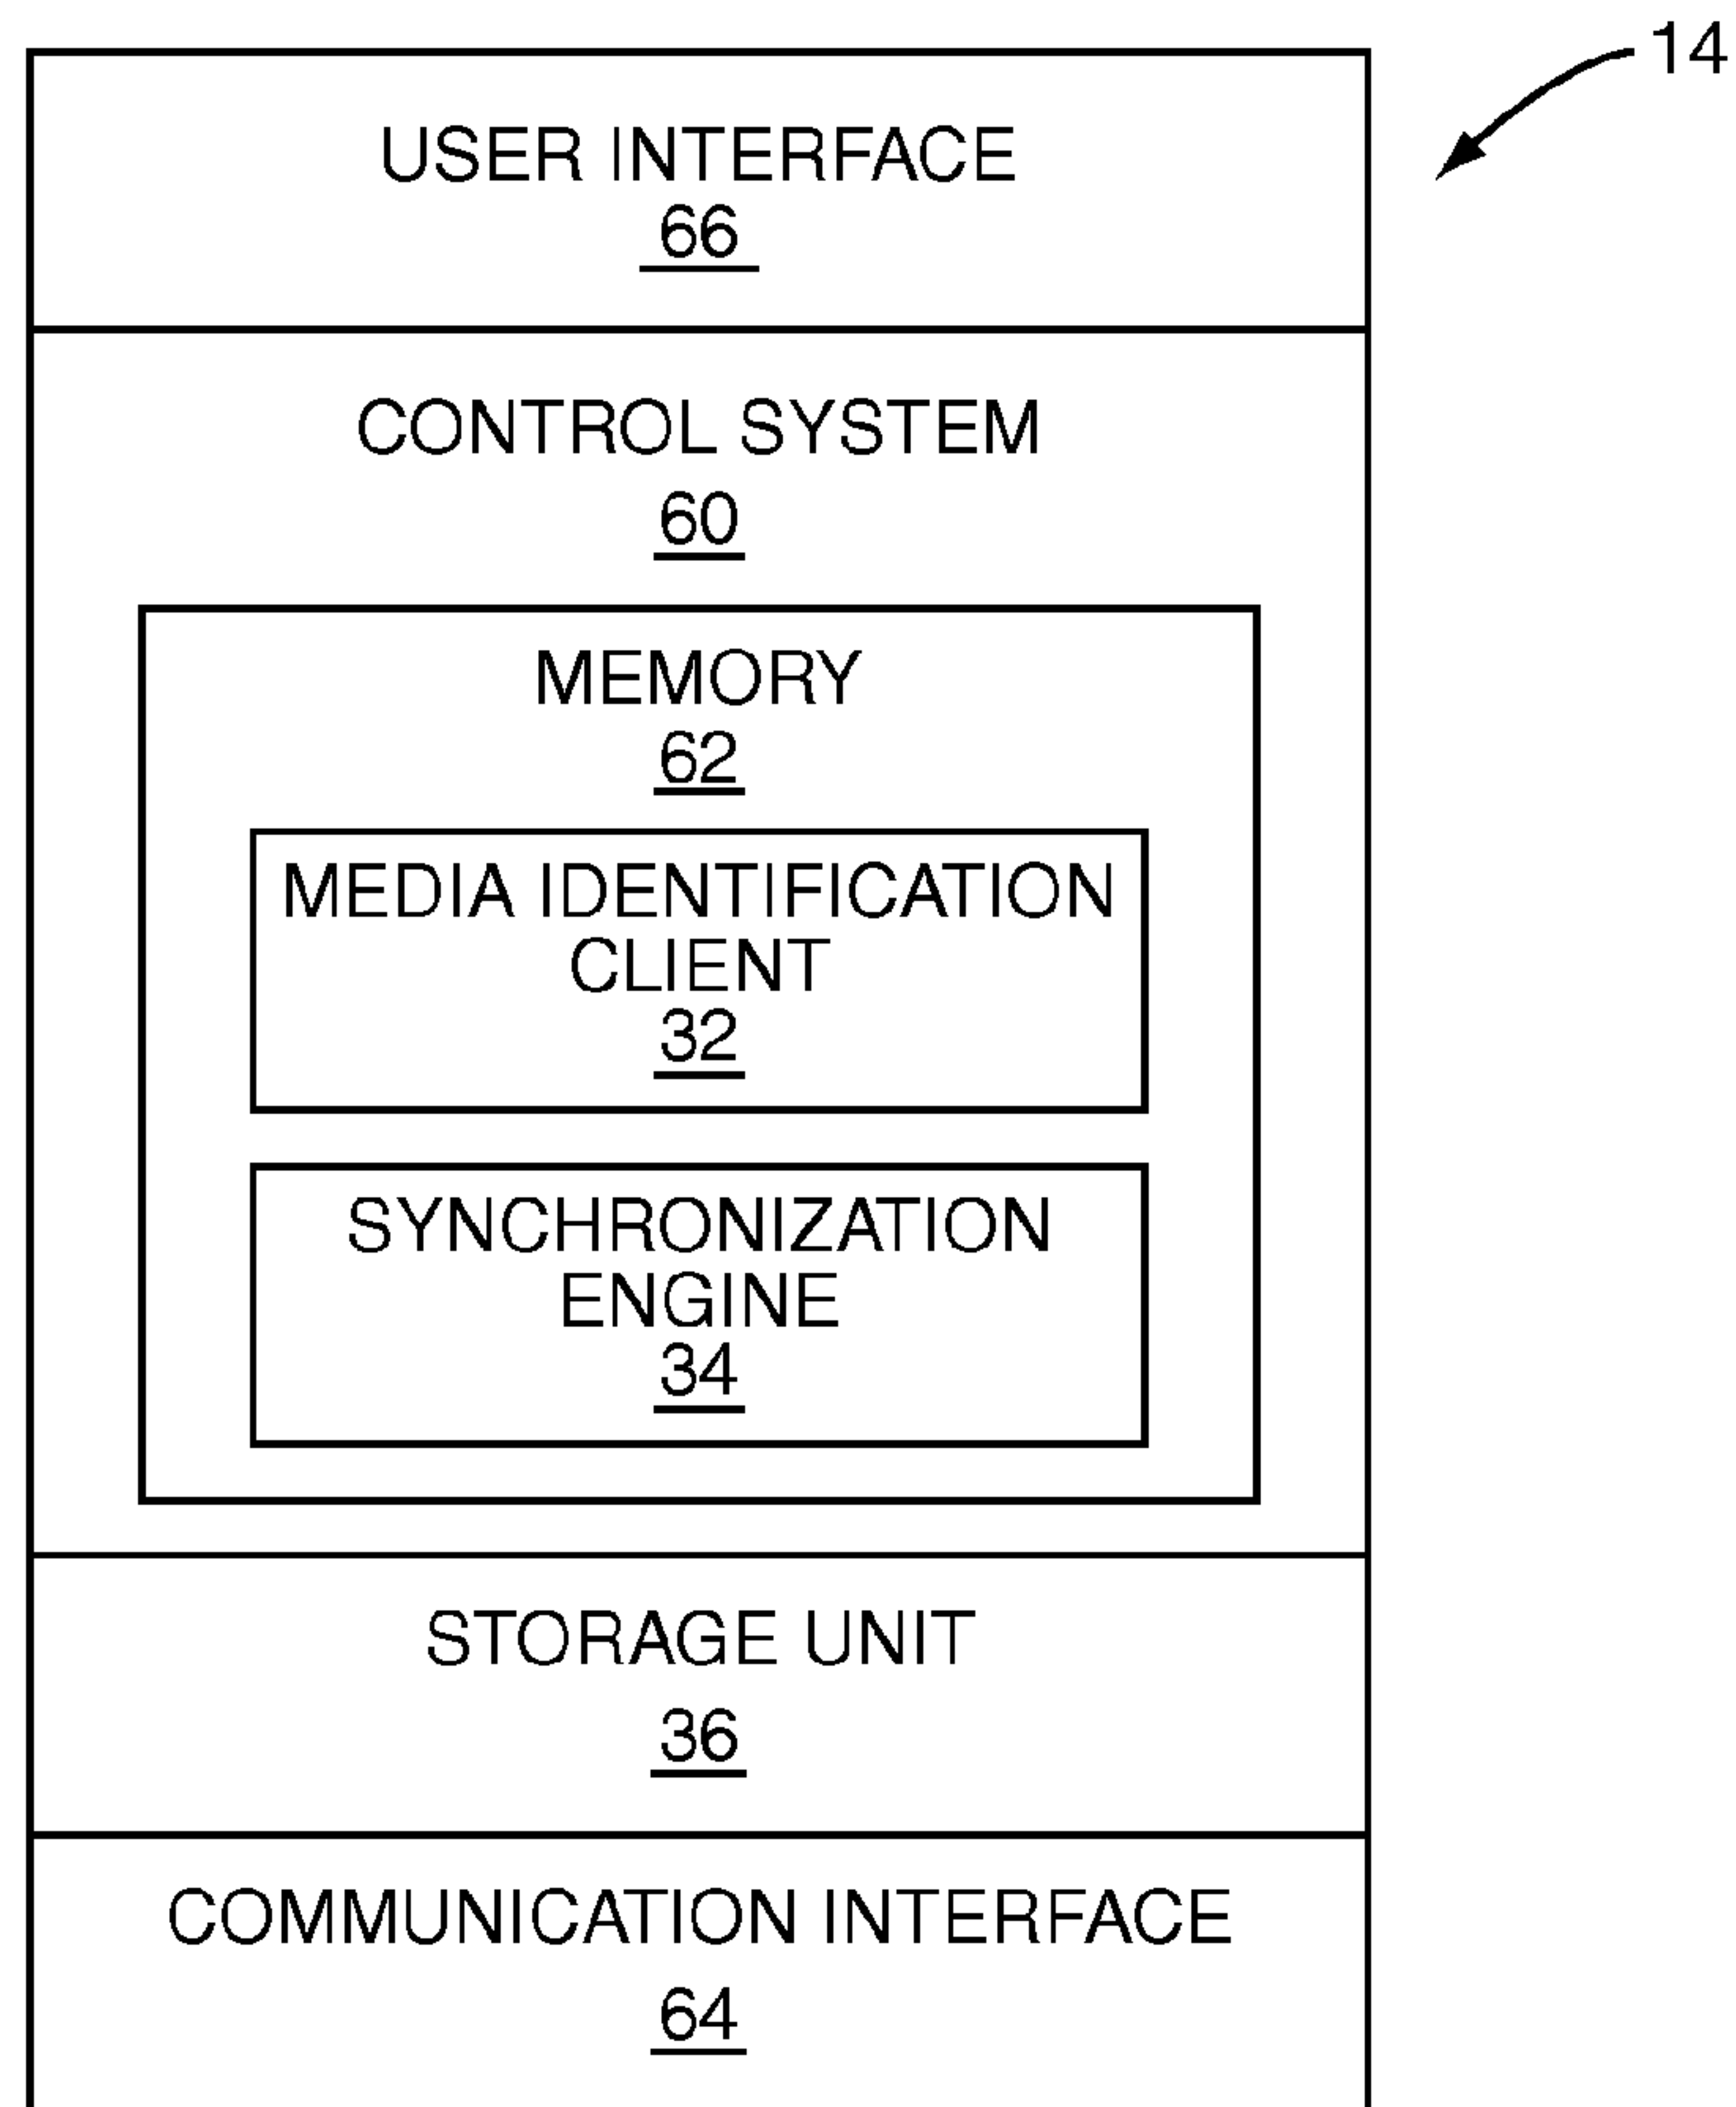 14
USER INTERFACE
66
CONTROL SYSTEM
60
MEMORY
62
MEDIA IDENTIFICATION
CLIENT
32
SYNCHRONIZATION
ENGINE
34
STORAGE UNIT
36
COMMUNICATION INTERFACE
64